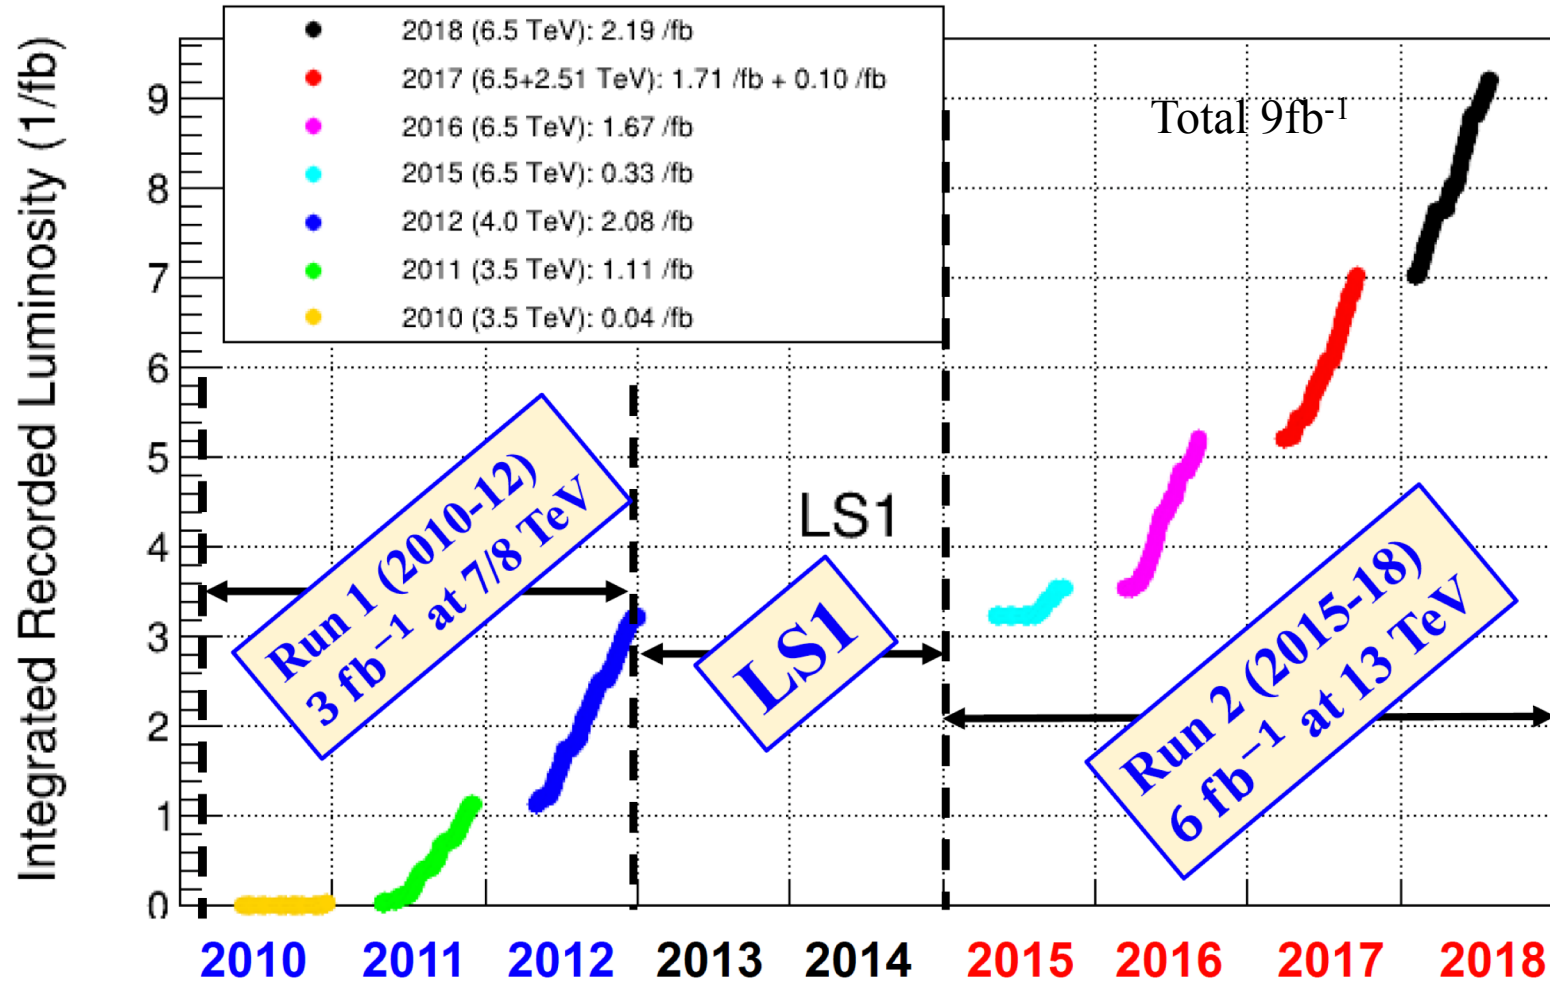 Integrated Recorded Luminosity (1/fb)
2018 (6.5 TeV): 2.19 /fb
2017 (6.5+2.51 TeV): 1.71 /fb + 0.10 /fb
2016 (6.5 TeV): 1.67 /fb
2015 (6.5 TeV): 0.33 /fb
2012 (4.0 TeV): 2.08 /fb
2011 (3.5 TeV): 1.11 /fb
2010 (3.5 TeV): 0.04 /fb
Total 9fb⁻¹
9
8
7
6
5
4
3
2
1
0
Run 1 (2010-12)
3 fb⁻¹ at 7/8 TeV
LS1
LS1
Run 2 (2015-18)
6 fb⁻¹ at 13 TeV
2010 2011 2012 2013 2014 2015 2016 2017 2018